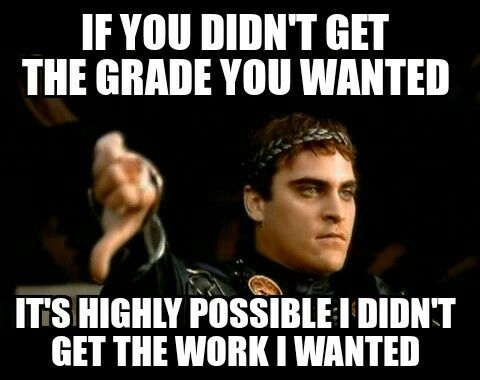 IF YOU DIDN'T GET
THE GRADE YOU WANTED
IT'S HIGHLY POSSIBLE I DIDN'T
GET THE WORK I WANTED